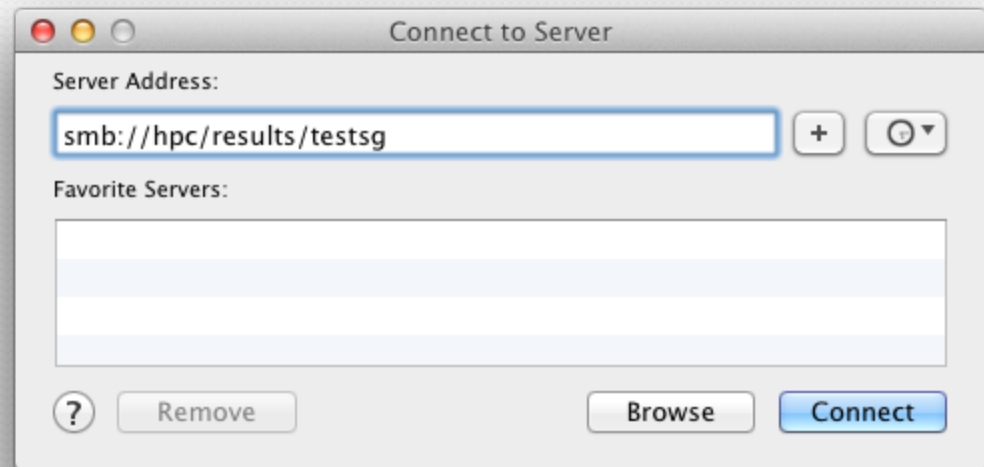 Connect to Server
Server Address:
smb://hpc/results/testsg
+
Favorite Servers:
? Remove Browse Connect